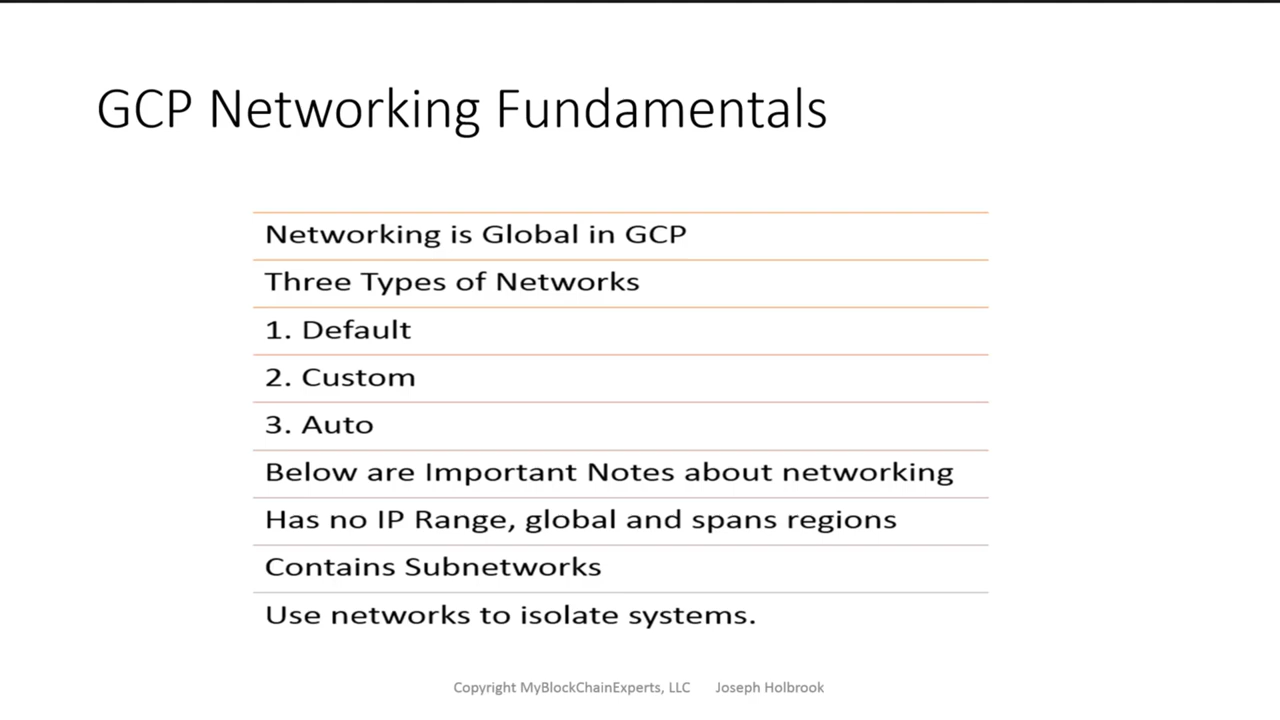 GCP Networking Fundamentals
Networking is Global in GCP
Three Types of Networks
1. Default
2. Custom
3. Auto
Below are Important Notes about networking
Has no IP Range, global and spans regions
Contains Subnetworks
Use networks to isolate systems.
Copyright MyBlockChainExperts, LLC Joseph Holbrook